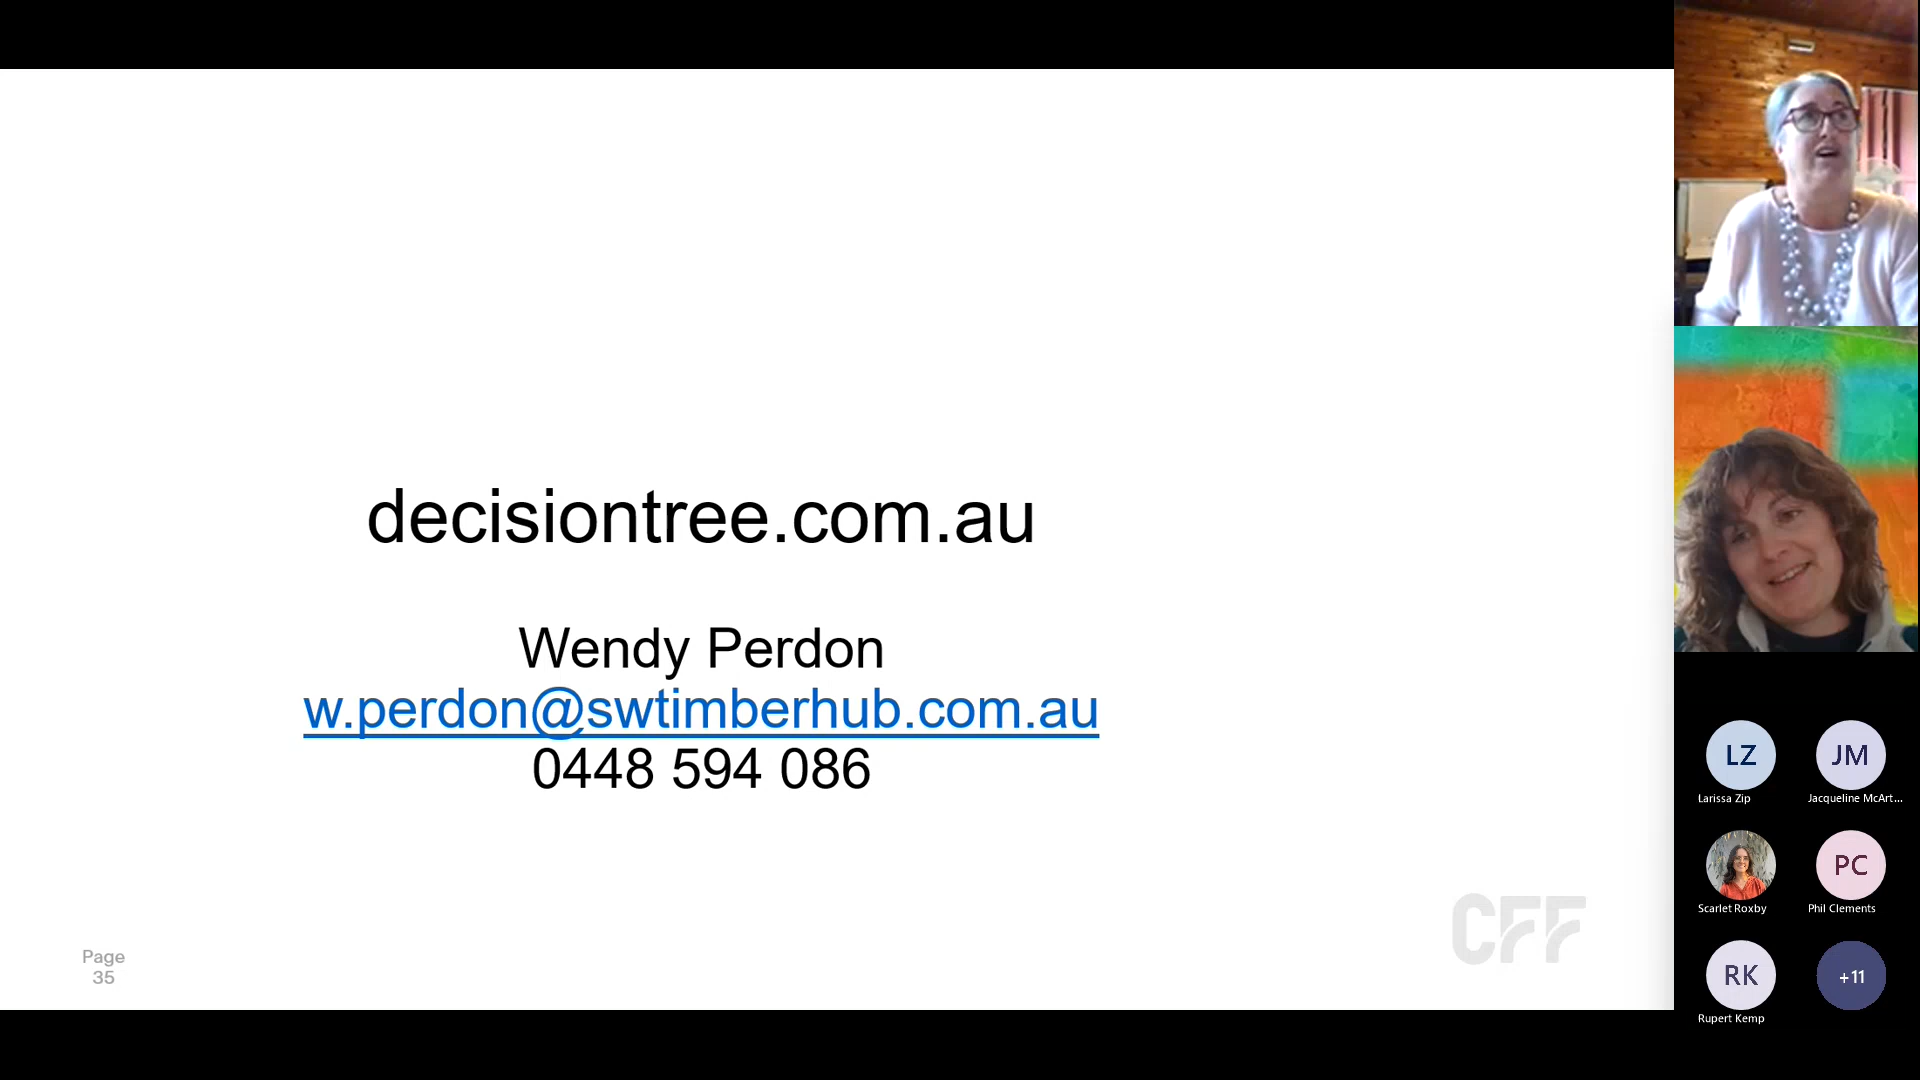 decisiontree.com.au
Wendy Perdon
w.perdon@swtimberhub.com.au
0448 594 086
CFF
Page
35
LZ
Larissa Zip
JM
Jacqueline McArt...
Scarlet Roxby
PC
Phil Clements
RK
Rupert Kemp
+11